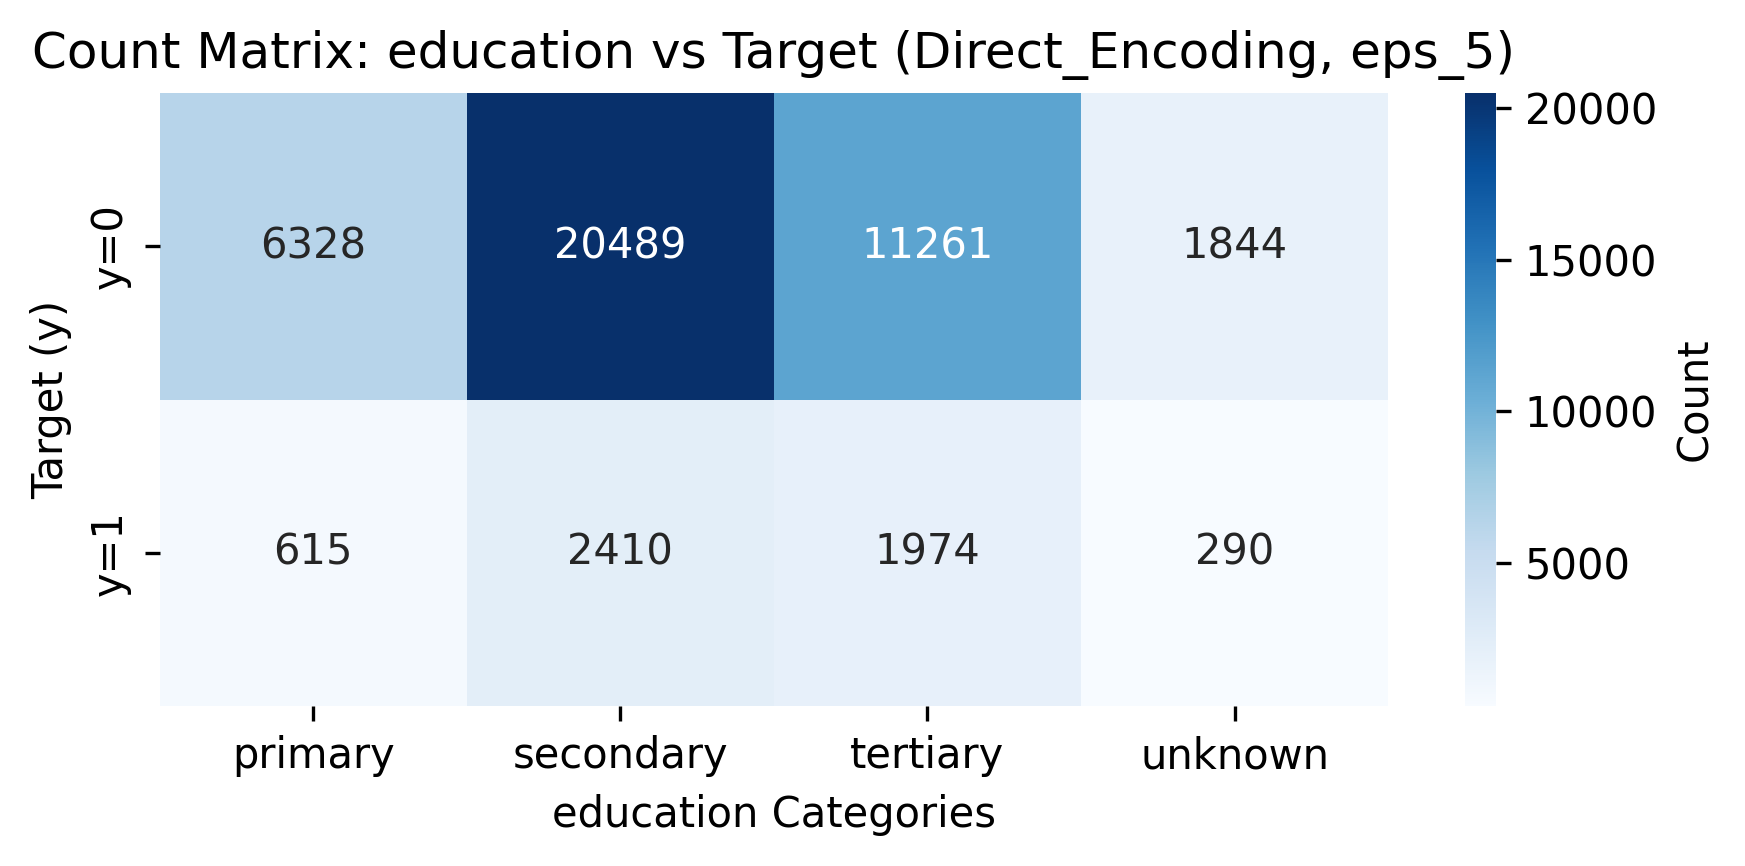 Count Matrix: education vs Target (Direct_Encoding, eps_5)
Target (y)
y=0
6328 20489 11261 1844
y=1
615 2410 1974 290
primary secondary tertiary unknown
education Categories
20000
15000
10000
5000
Count